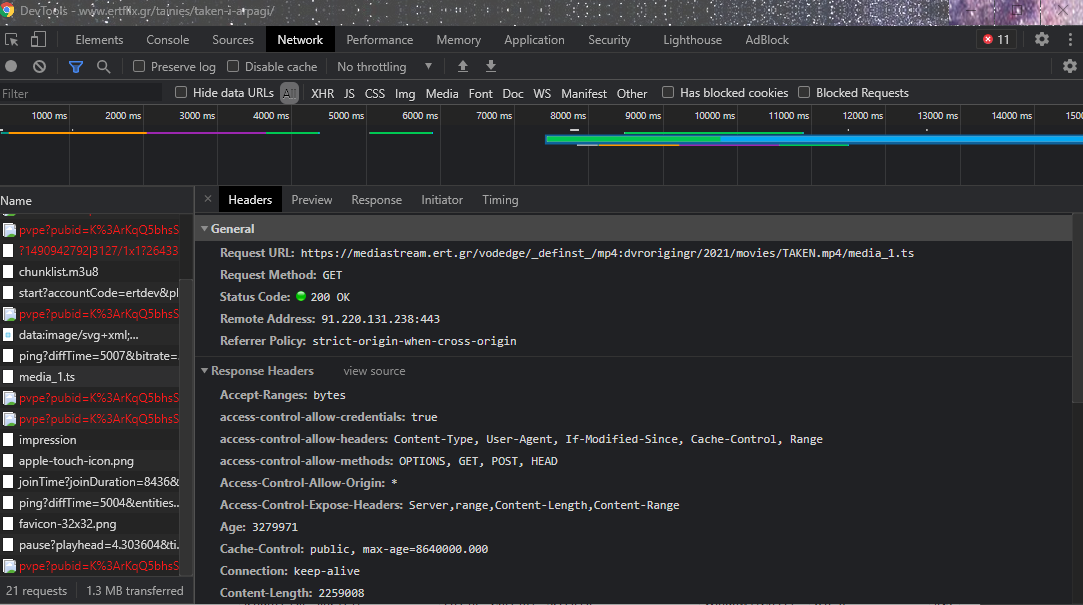 DevTools - www.ertflix.gr/tainies/taken-i-arpagi/
Elements Console Sources Network Performance Memory Application Security Lighthouse AdBlock 11
Preserve log Disable cache No throttling
Filter Hide data URLs All XHR JS CSS Img Media Font Doc WS Manifest Other Has blocked cookies Blocked Requests
1000 ms 2000 ms 3000 ms 4000 ms 5000 ms 6000 ms 7000 ms 8000 ms 9000 ms 10000 ms 11000 ms 12000 ms 13000 ms 14000 ms 1500
Name
pvpe?pubid=K%3ArKqQ5bhsS
?1490942792|3127/1x1?26433
chunklist.m3u8
start?accountCode=ertdev&pl
pvpe?pubid=K%3ArKqQ5bhsS
data:image/svg+xml;...
ping?diffTime=5007&bitrate=
media_1.ts
pvpe?pubid=K%3ArKqQ5bhsS
pvpe?pubid=K%3ArKqQ5bhsS
impression
apple-touch-icon.png
joinTime?joinDuration=8436&
ping?diffTime=5004&entities...
favicon-32x32.png
pause?playhead=4.303604&ti
pvpe?pubid=K%3ArKqQ5bhsS
21 requests 1.3 MB transferred
× Headers Preview Response Initiator Timing
General
Request URL: https://mediastream.ert.gr/vodedge/_definst_/mp4:dvrorigingr/2021/movies/TAKEN.mp4/media_1.ts
Request Method: GET
Status Code: 200 OK
Remote Address: 91.220.131.238:443
Referrer Policy: strict-origin-when-cross-origin
Response Headers view source
Accept-Ranges: bytes
access-control-allow-credentials: true
access-control-allow-headers: Content-Type, User-Agent, If-Modified-Since, Cache-Control, Range
access-control-allow-methods: OPTIONS, GET, POST, HEAD
Access-Control-Allow-Origin: *
Access-Control-Expose-Headers: Server,range,Content-Length,Content-Range
Age: 3279971
Cache-Control: public, max-age=8640000.000
Connection: keep-alive
Content-Length: 2259008